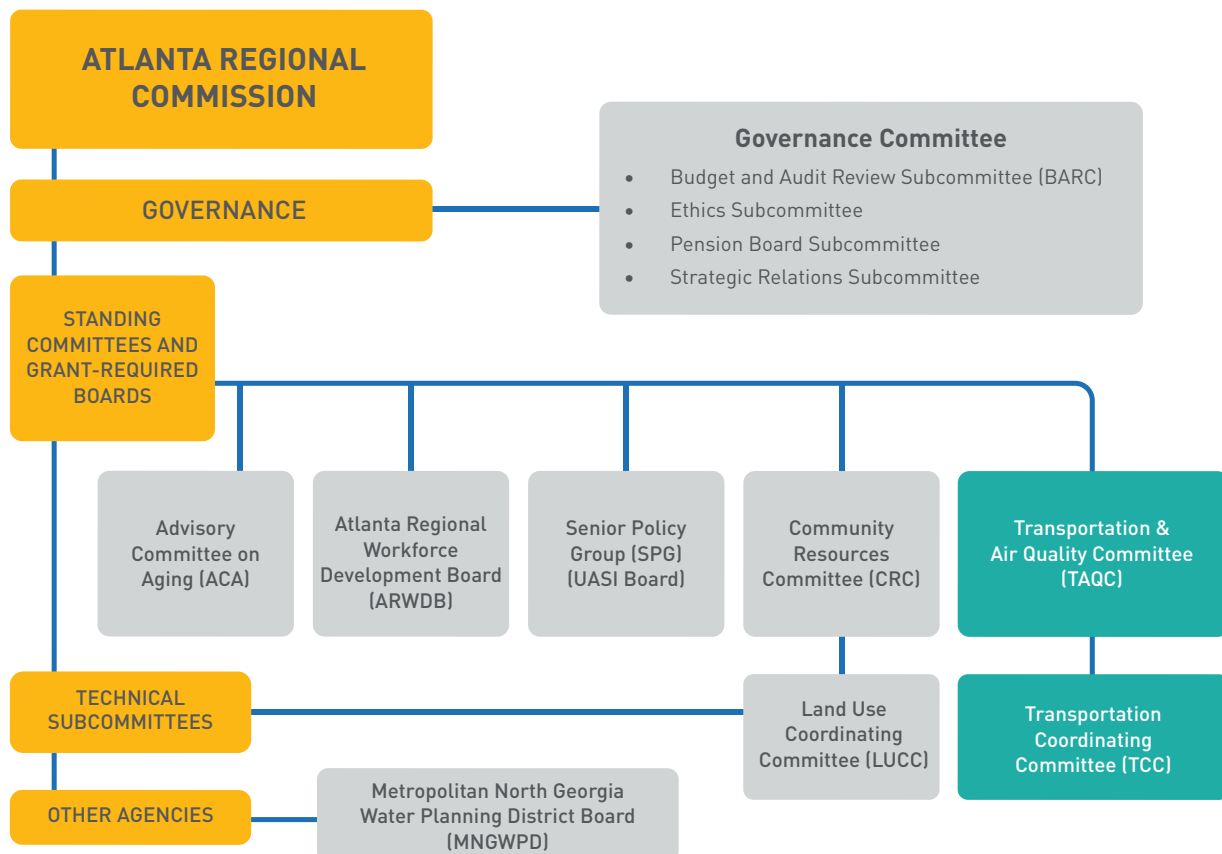 ATLANTA REGIONAL
COMMISSION
Governance Committee
• Budget and Audit Review Subcommittee (BARC)
• Ethics Subcommittee
• Pension Board Subcommittee
• Strategic Relations Subcommittee
GOVERNANCE
STANDING
COMMITTEES AND
GRANT-REQUIRED
BOARDS
Advisory
Committee on
Aging (ACA)
Atlanta Regional
Workforce
Development Board
(ARWDB)
Senior Policy
Group (SPG)
(UASI Board)
Community
Resources
Committee (CRC)
Transportation &
Air Quality Committee
(TAQC)
TECHNICAL
SUBCOMMITTEES
Land Use
Coordinating
Committee (LUCC)
Transportation
Coordinating
Committee (TCC)
OTHER AGENCIES
Metropolitan North Georgia
Water Planning District Board
(MNGWPD)